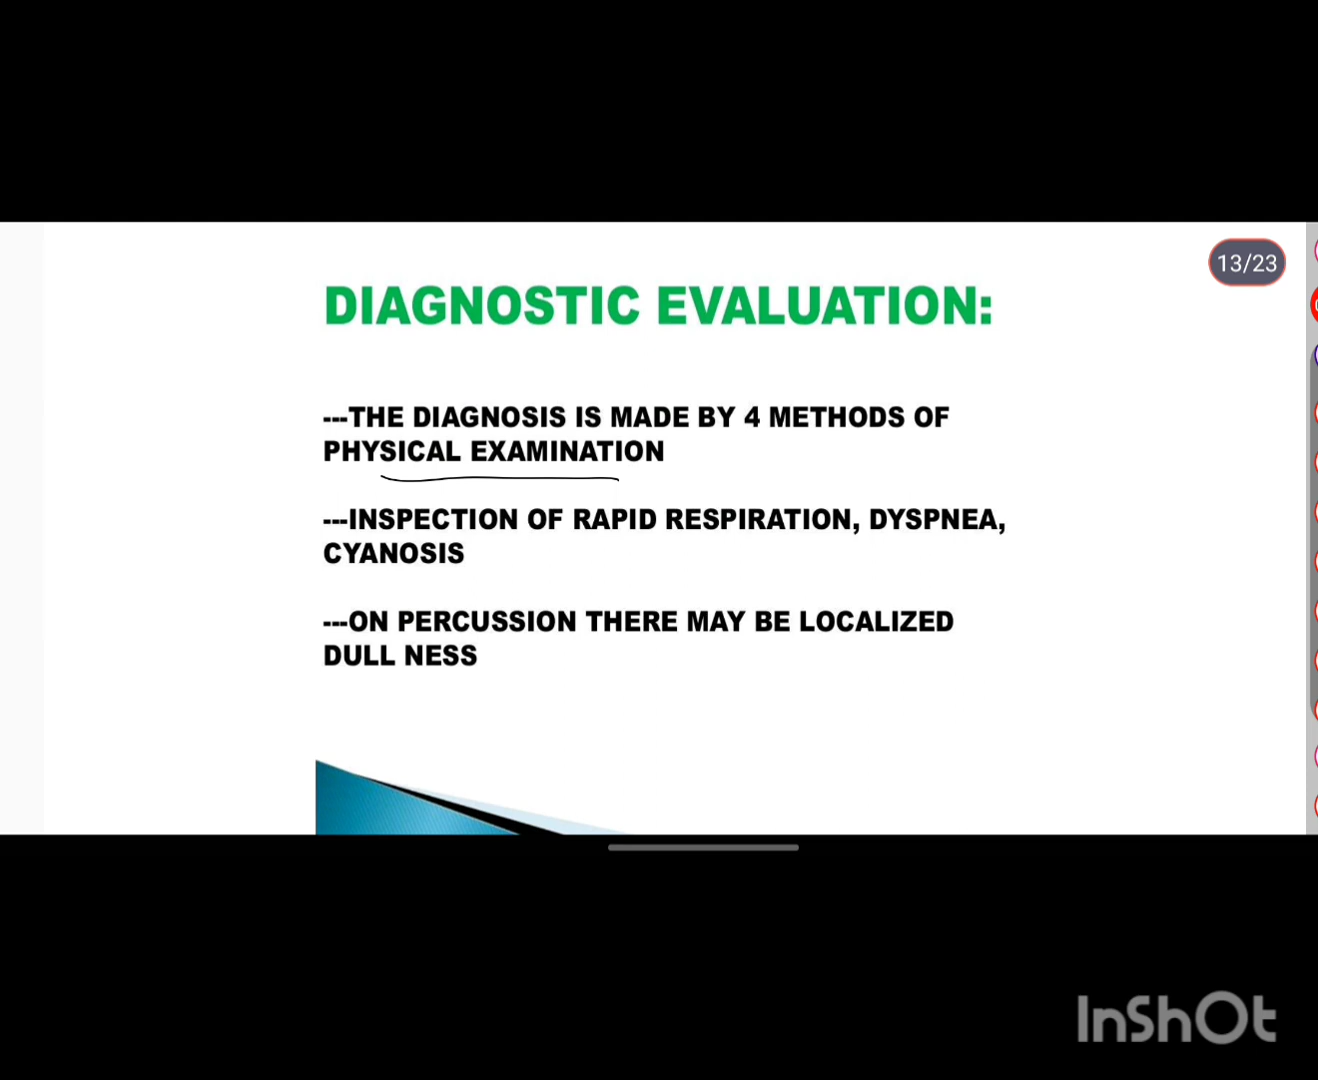 13/23
DIAGNOSTIC EVALUATION:
---THE DIAGNOSIS IS MADE BY 4 METHODS OF
PHYSICAL EXAMINATION
---INSPECTION OF RAPID RESPIRATION, DYSPNEA,
CYANOSIS
---ON PERCUSSION THERE MAY BE LOCALIZED
DULL NESS
InShOt